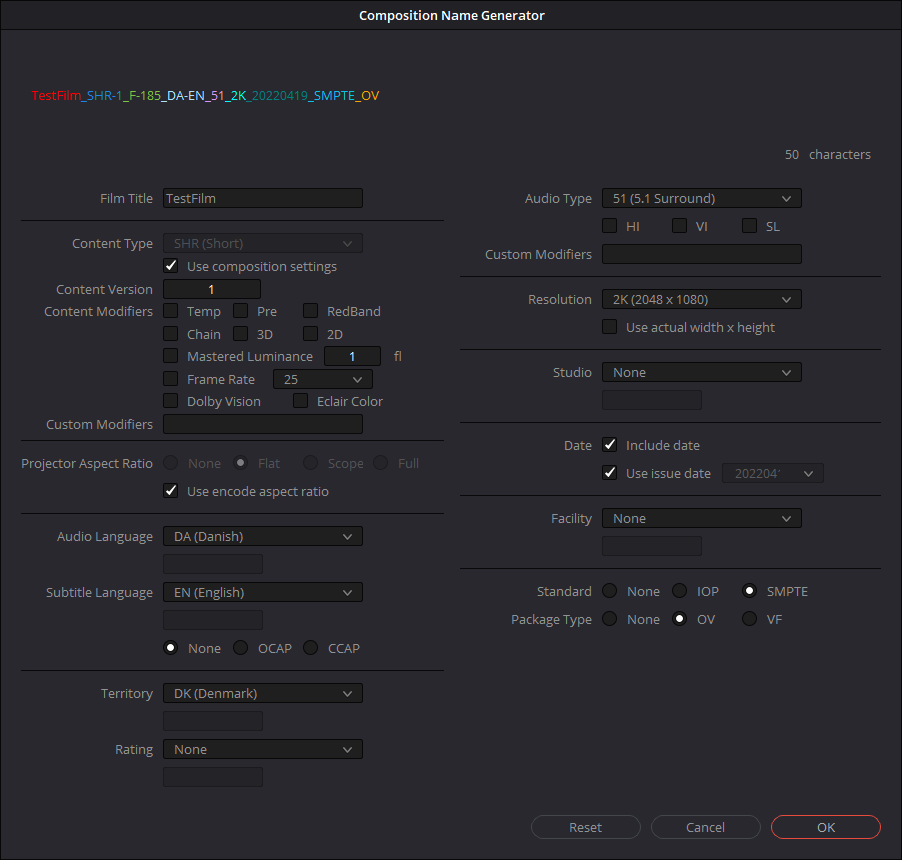 Composition Name Generator
TestFilm_SHR-1_F-185_DA-EN_51_2K_20220419_SMPTE_OV
50 characters
Film Title TestFilm
Content Type SHR (Short)
Use composition settings
Content Version 1
Content Modifiers Temp Pre RedBand
Chain 3D 2D
Mastered Luminance 1 fl
Frame Rate 25
Dolby Vision Eclair Color
Custom Modifiers
Projector Aspect Ratio None Flat Scope Full
Use encode aspect ratio
Audio Language DA (Danish)
Subtitle Language EN (English)
None OCAP CCAP
Territory DK (Denmark)
Rating None
Audio Type 51 (5.1 Surround)
HI VI SL
Custom Modifiers
Resolution 2K (2048 x 1080)
Use actual width x height
Studio None
Date Include date
Use issue date 202204
Facility None
Standard None IOP SMPTE
Package Type None OV VF
Reset Cancel OK